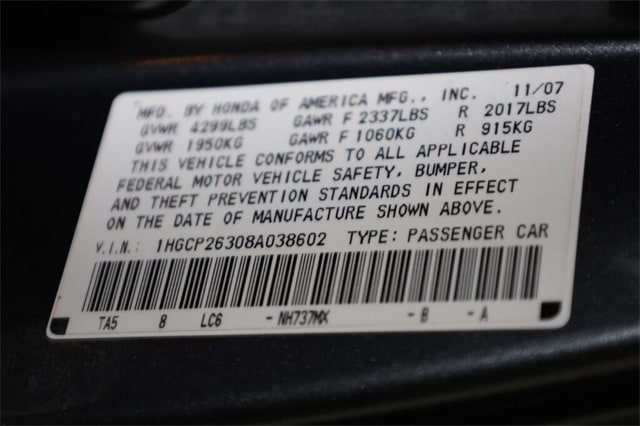 MFD. BY HONDA OF AMERICA MFG., INC. 11/07
GVWR 4299LBS GAWR F 2337LBS R 2017LBS
GVWR 1950KG GAWR F 1060KG R 915KG
THIS VEHICLE CONFORMS TO ALL APPLICABLE
FEDERAL MOTOR VEHICLE SAFETY, BUMPER,
AND THEFT PREVENTION STANDARDS IN EFFECT
ON THE DATE OF MANUFACTURE SHOWN ABOVE.
V.I.N.: 1HGCP26308A038602 TYPE: PASSENGER CAR
TA5 8 LC6 -NH737MX -B -A